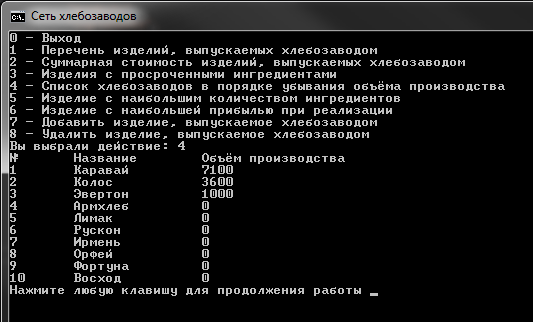 Сеть хлебозаводов
0 - Выход
1 - Перечень изделий, выпускаемых хлебозаводом
2 - Суммарная стоимость изделий, выпускаемых хлебозаводом
3 - Изделия с просроченными ингредиентами
4 - Список хлебозаводов в порядке убывания объёма производства
5 - Изделие с наибольшим количеством ингредиентов
6 - Изделие с наибольшей прибылью при реализации
7 - Добавить изделие, выпускаемое хлебозаводом
8 - Удалить изделие, выпускаемое хлебозаводом
Вы выбрали действие: 4
№ Название Объём производства
1 Каравай 7100
2 Колос 3600
3 Эвертон 1000
4 Армхлеб 0
5 Лимак 0
6 Рускон 0
7 Ирмень 0
8 Орфей 0
9 Фортуна 0
10 Восход 0
Нажмите любую клавишу для продолжения работы _